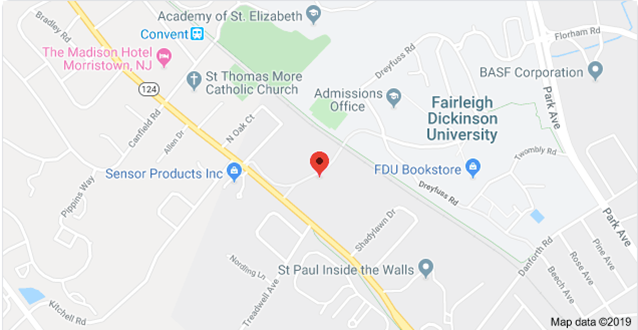 Bradley Rd
Academy of St. Elizabeth
Convent
The Madison Hotel
Morristown, NJ
124
St Thomas More
Catholic Church
Canfield Rd
Allen Dr
N Oak Ct
Dreyfuss Rd
Admissions
Office
Florham Rd
BASF Corporation
Park Ave
Fairleigh
Dickinson
University
Twombly Rd
FDU Bookstore
Dreyfuss Rd
Sensor Products Inc
Pippins Way
Park Ave
Shadylawn Dr
Danforth Rd
Pine Ave
Rose Ave
Beech Ave
Nordling Ln
Treadwell Ave
St Paul Inside the Walls
Kitchell Rd
Map data ©2019